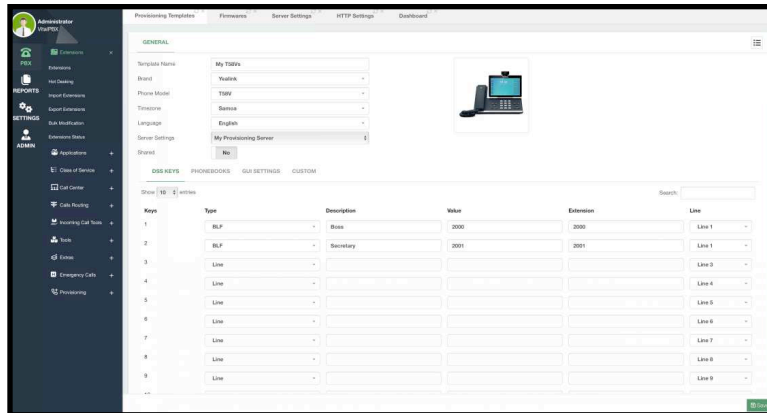 Administrator
VitalPBX
PBX
REPORTS
SETTINGS
ADMIN
Extensions
Extensions
Hot Desking
Import Extensions
Export Extensions
Bulk Modification
Extensions Status
Applications +
Class of Service +
Call Center +
Calls Routing +
Incoming Call Tools +
Tools +
Extras +
Emergency Calls +
Provisioning +
Provisioning Templates Firmwares Server Settings HTTP Settings Dashboard
GENERAL
Template Name My T58Vs
Brand Yealink
Phone Model T58V
Timezone Samoa
Language English
Server Settings My Provisioning Server
Shared No
DSS KEYS PHONEBOOKS GUI SETTINGS CUSTOM
Show 10 entries Search:
Keys Type Description Value Extension Line
1 BLF Boss 2000 2000 Line 1
2 BLF Secretary 2001 2001 Line 1
3 Line Line 3
4 Line Line 4
5 Line Line 5
6 Line Line 6
7 Line Line 7
8 Line Line 8
9 Line Line 9
Save